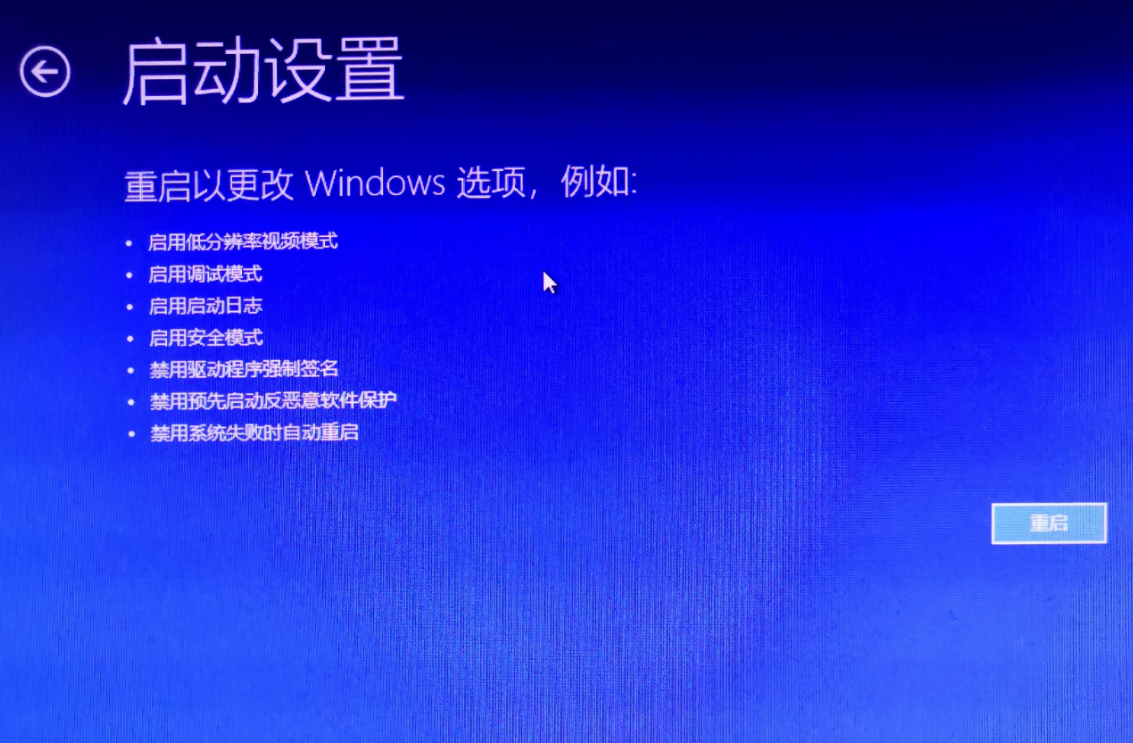 启动设置
重启以更改 Windows 选项，例如:
• 启用低分辨率视频模式
• 启用调试模式
• 启用启动日志
• 启用安全模式
• 禁用驱动程序强制签名
• 禁用预先启动反恶意软件保护
• 禁用系统失败时自动重启
重启